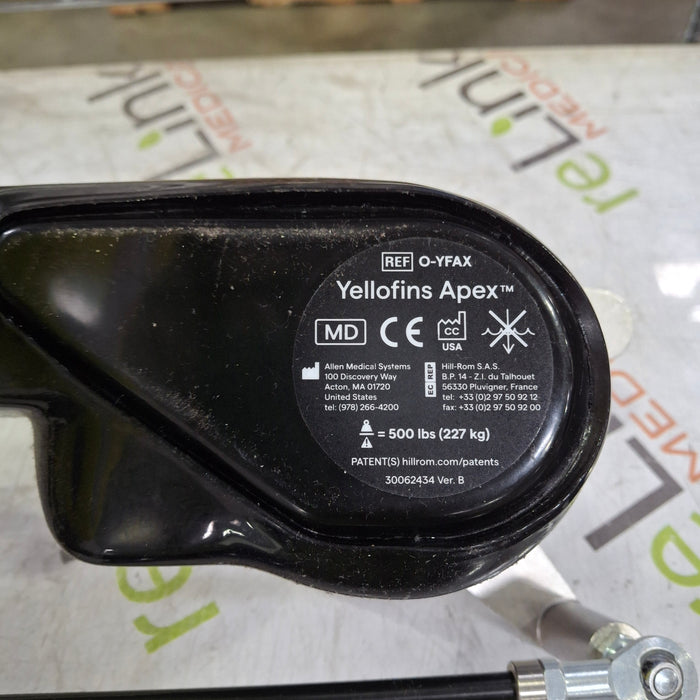 REF O-YFAX
Yellofins Apex™
MD CE CC
USA
Allen Medical Systems
100 Discovery Way
Acton, MA 01720
United States
tel: (978) 266-4200
EC REP
Hill-Rom S.A.S.
B.P. 14 - Z.I. du Talhouet
56330 Pluvigner, France
tel: +33 (0)2 97 50 92 12
fax: +33 (0)2 97 50 92 00
= 500 lbs (227 kg)
PATENT(S) hillrom.com/patents
30062434 Ver. B
reLink
MEDICAL
reLink
MEDICAL
reLink
MEDICAL
re